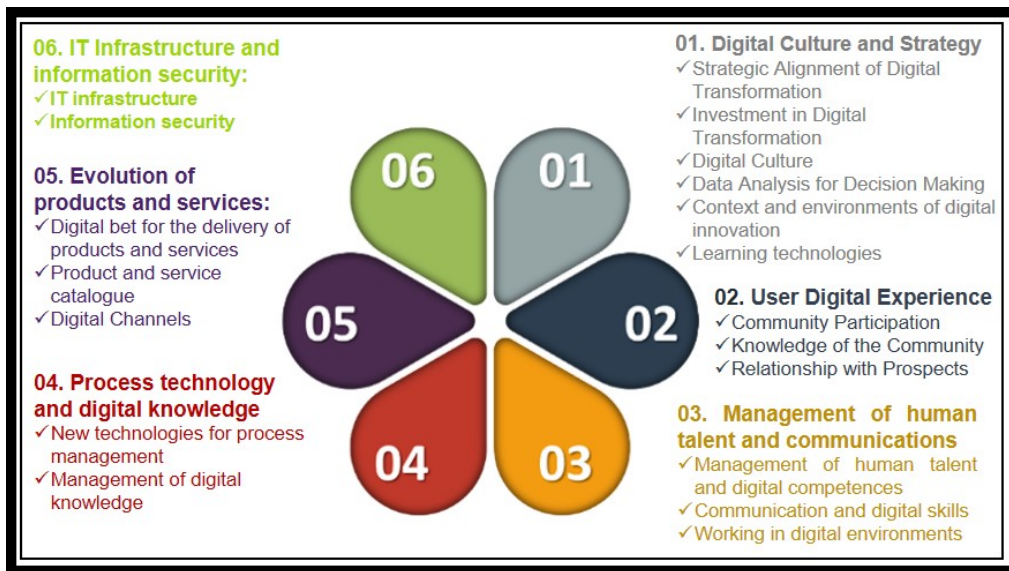 06. IT Infrastructure and
information security:
✓IT infrastructure
✓Information security
05. Evolution of
products and services:
✓Digital bet for the delivery of
products and services
✓Product and service
catalogue
✓Digital Channels
04. Process technology
and digital knowledge
✓New technologies for process
management
✓Management of digital
knowledge
06
01
05
02
04
03
01. Digital Culture and Strategy
✓Strategic Alignment of Digital
Transformation
✓Investment in Digital
Transformation
✓Digital Culture
✓Data Analysis for Decision Making
✓Context and environments of digital
innovation
✓Learning technologies
02. User Digital Experience
✓Community Participation
✓Knowledge of the Community
✓Relationship with Prospects
03. Management of human
talent and communications
✓Management of human talent
and digital competences
✓Communication and digital skills
✓Working in digital environments